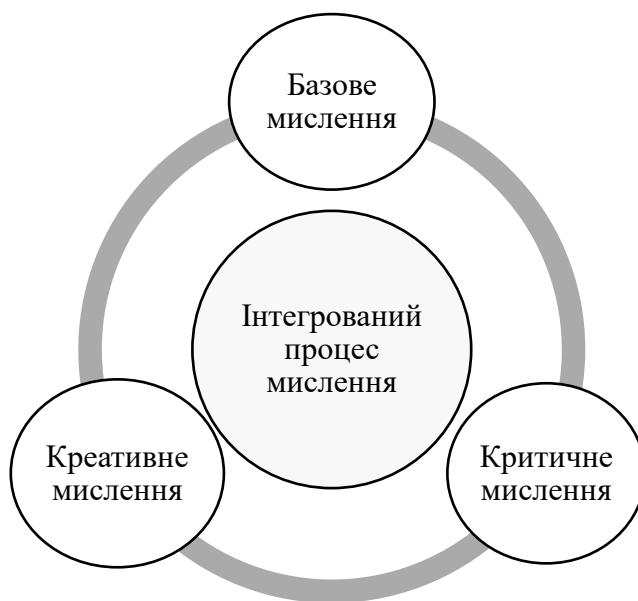 Базове
мислення
Інтегрований
процес
мислення
Креативне
мислення
Критичне
мислення